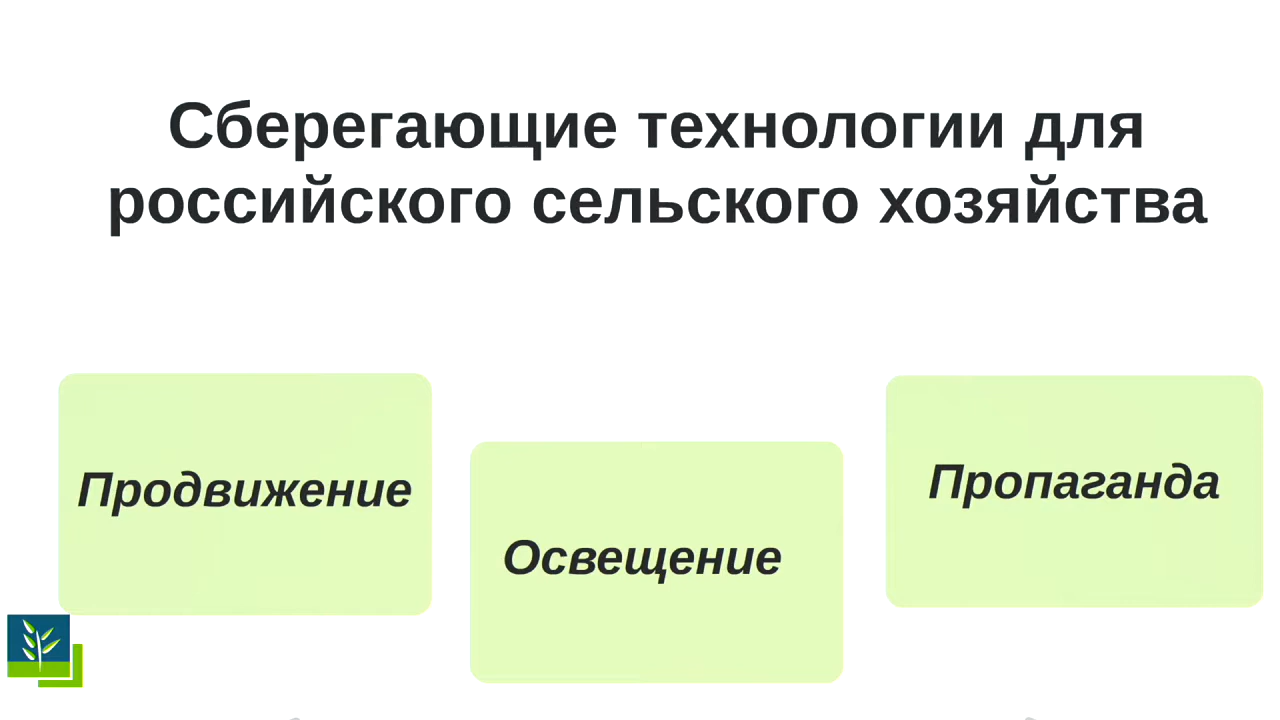 Сберегающие технологии для
российского сельского хозяйства
Продвижение
Освещение
Пропаганда